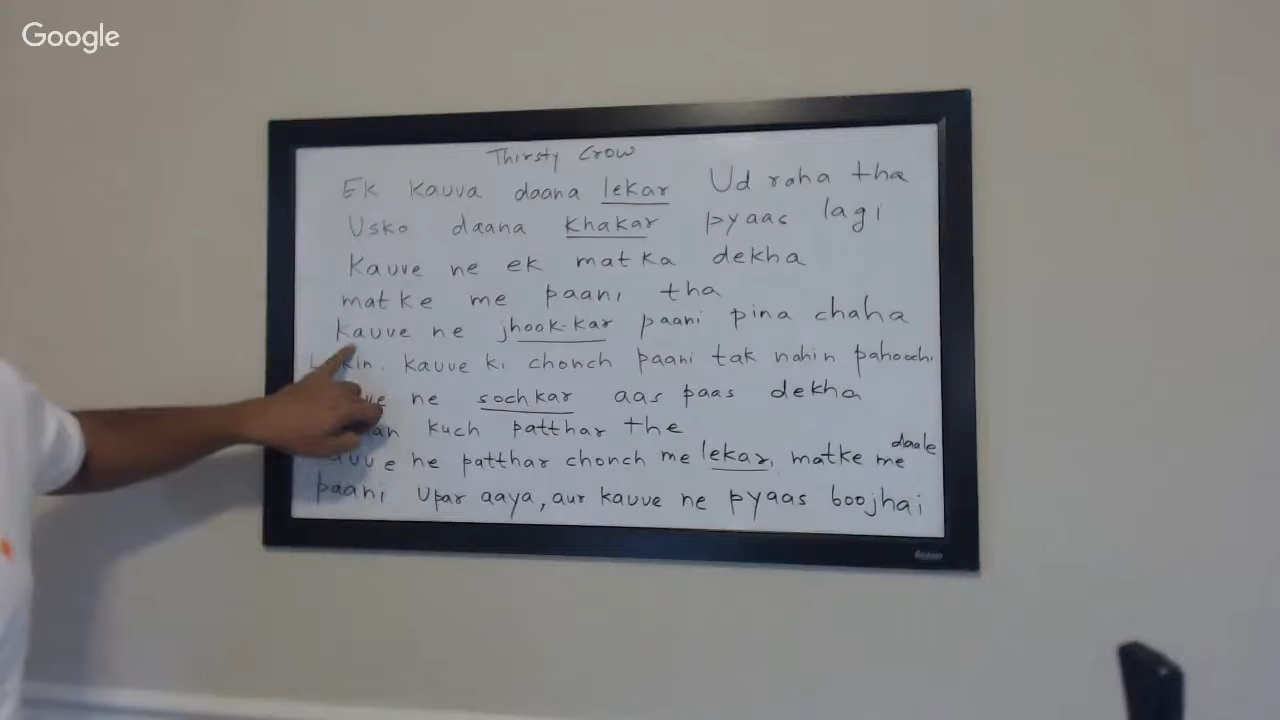 Google
Thirsty Crow
Ek kauva daana lekar Ud raha tha
Usko daana khakar pyaas lagi
Kauve ne ek matka dekha
matke me paani tha
kauve ne jhook-kar paani pina chaha
kauve ki chonch paani tak nahin
ne sochkar aas paas dekha
kuch patthar the
ne patthar chonch me lekar, matke me daale
paani upar aaya, aur kauve ne pyaas boojhai